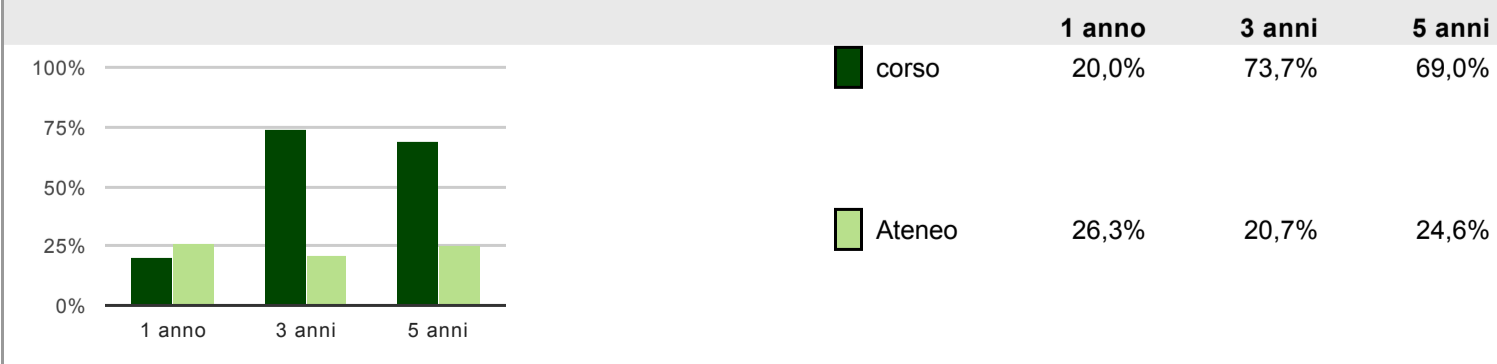 1 anno 3 anni 5 anni
100%
75%
50%
25%
0%
1 anno 3 anni 5 anni
corso 20,0% 73,7% 69,0%
Ateneo 26,3% 20,7% 24,6%